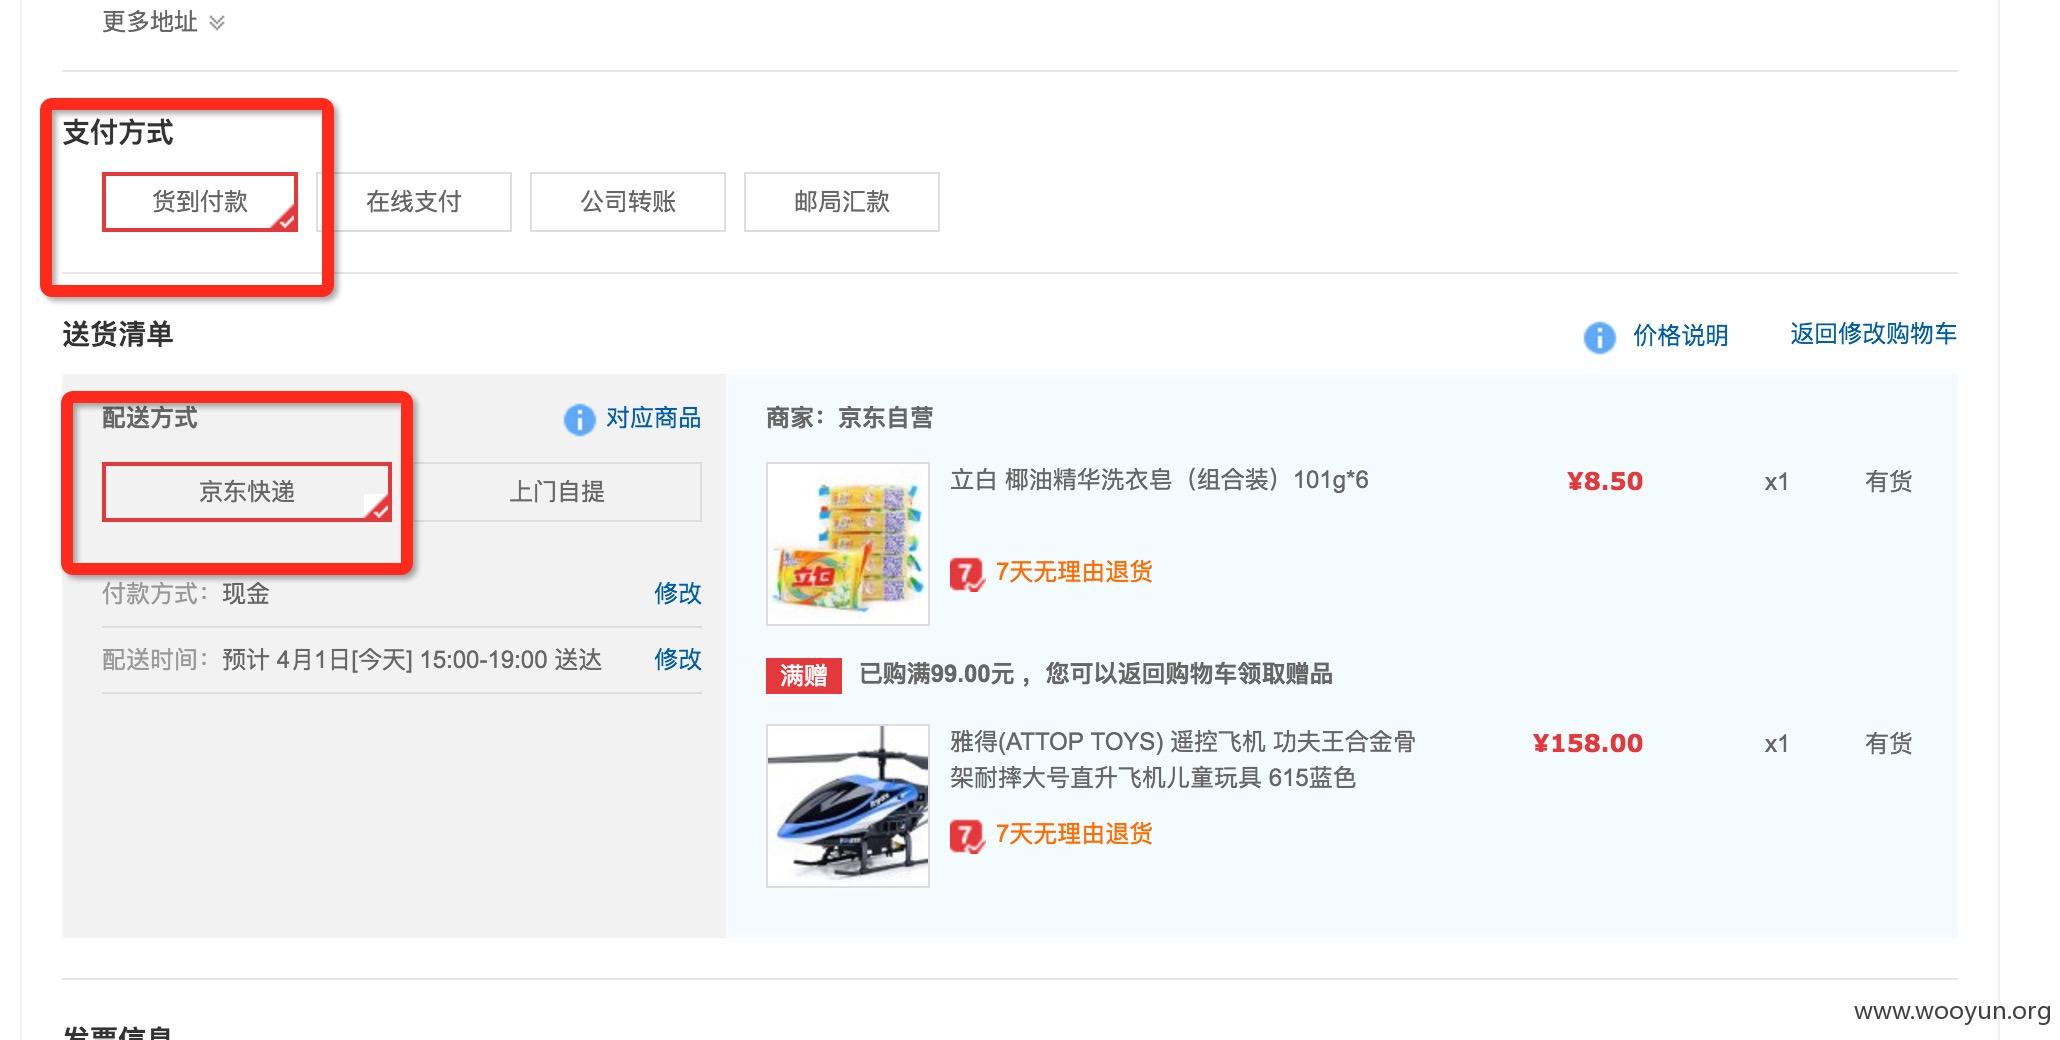 更多地址
支付方式
货到付款 在线支付 公司转账 邮局汇款
送货清单 价格说明 返回修改购物车
配送方式 对应商品
京东快递 上门自提
付款方式：现金 修改
配送时间：预计 4月1日[今天] 15:00-19:00 送达 修改
商家：京东自营
立白 椰油精华洗衣皂（组合装）101g*6 ¥8.50 x1 有货
立白
7 7天无理由退货
满赠 已购满99.00元 ，您可以返回购物车领取赠品
雅得(ATTOP TOYS) 遥控飞机 功夫王合金骨 ¥158.00 x1 有货
架耐摔大号直升飞机儿童玩具 615蓝色
7 7天无理由退货
发票信息
www.wooyun.org